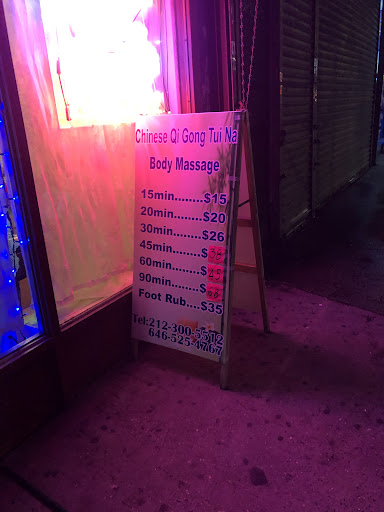 Chinese Qi Gong Tui Na
Body Massage
15min........$15
20min........$20
30min........$26
45min........$38
60min........$
90min........$
Foot Rub....$35
Tel:212-300-5512
646-525-4767